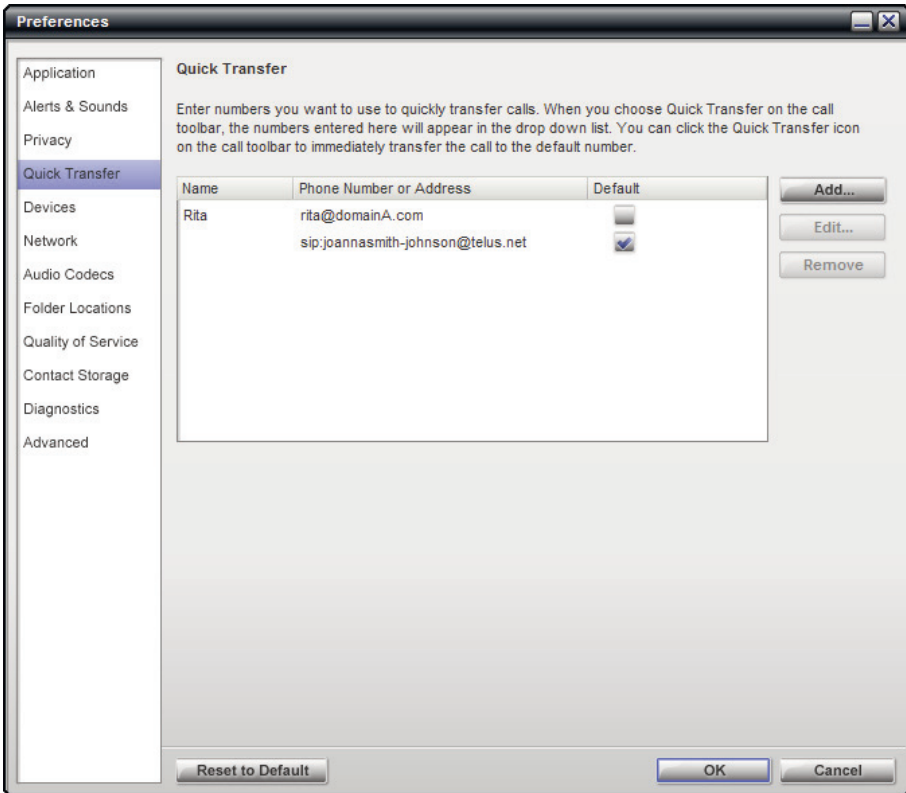 Preferences
Application
Alerts & Sounds
Privacy
Quick Transfer
Devices
Network
Audio Codecs
Folder Locations
Quality of Service
Contact Storage
Diagnostics
Advanced
Quick Transfer
Enter numbers you want to use to quickly transfer calls. When you choose Quick Transfer on the call
toolbar, the numbers entered here will appear in the drop down list. You can click the Quick Transfer icon
on the call toolbar to immediately transfer the call to the default number.
Name Phone Number or Address Default
Rita rita@domainA.com
sip:joannasmith-johnson@telus.net
Add...
Edit...
Remove
Reset to Default
OK
Cancel